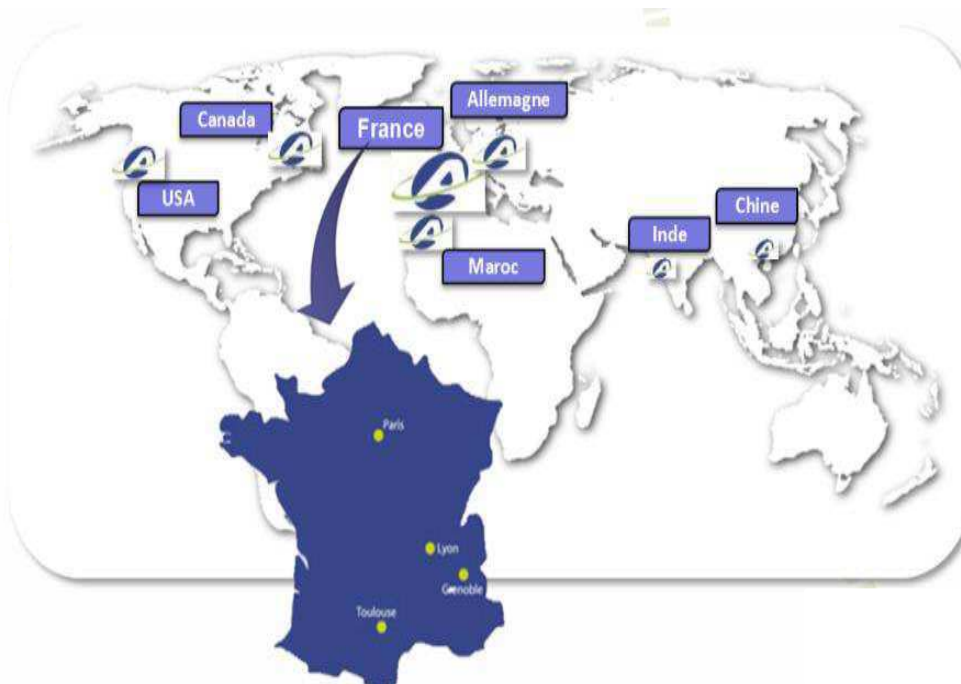 Allemagne
Canada
France
USA
Chine
Inde
Maroc
Paris
Lyon
Grenoble
Toulouse